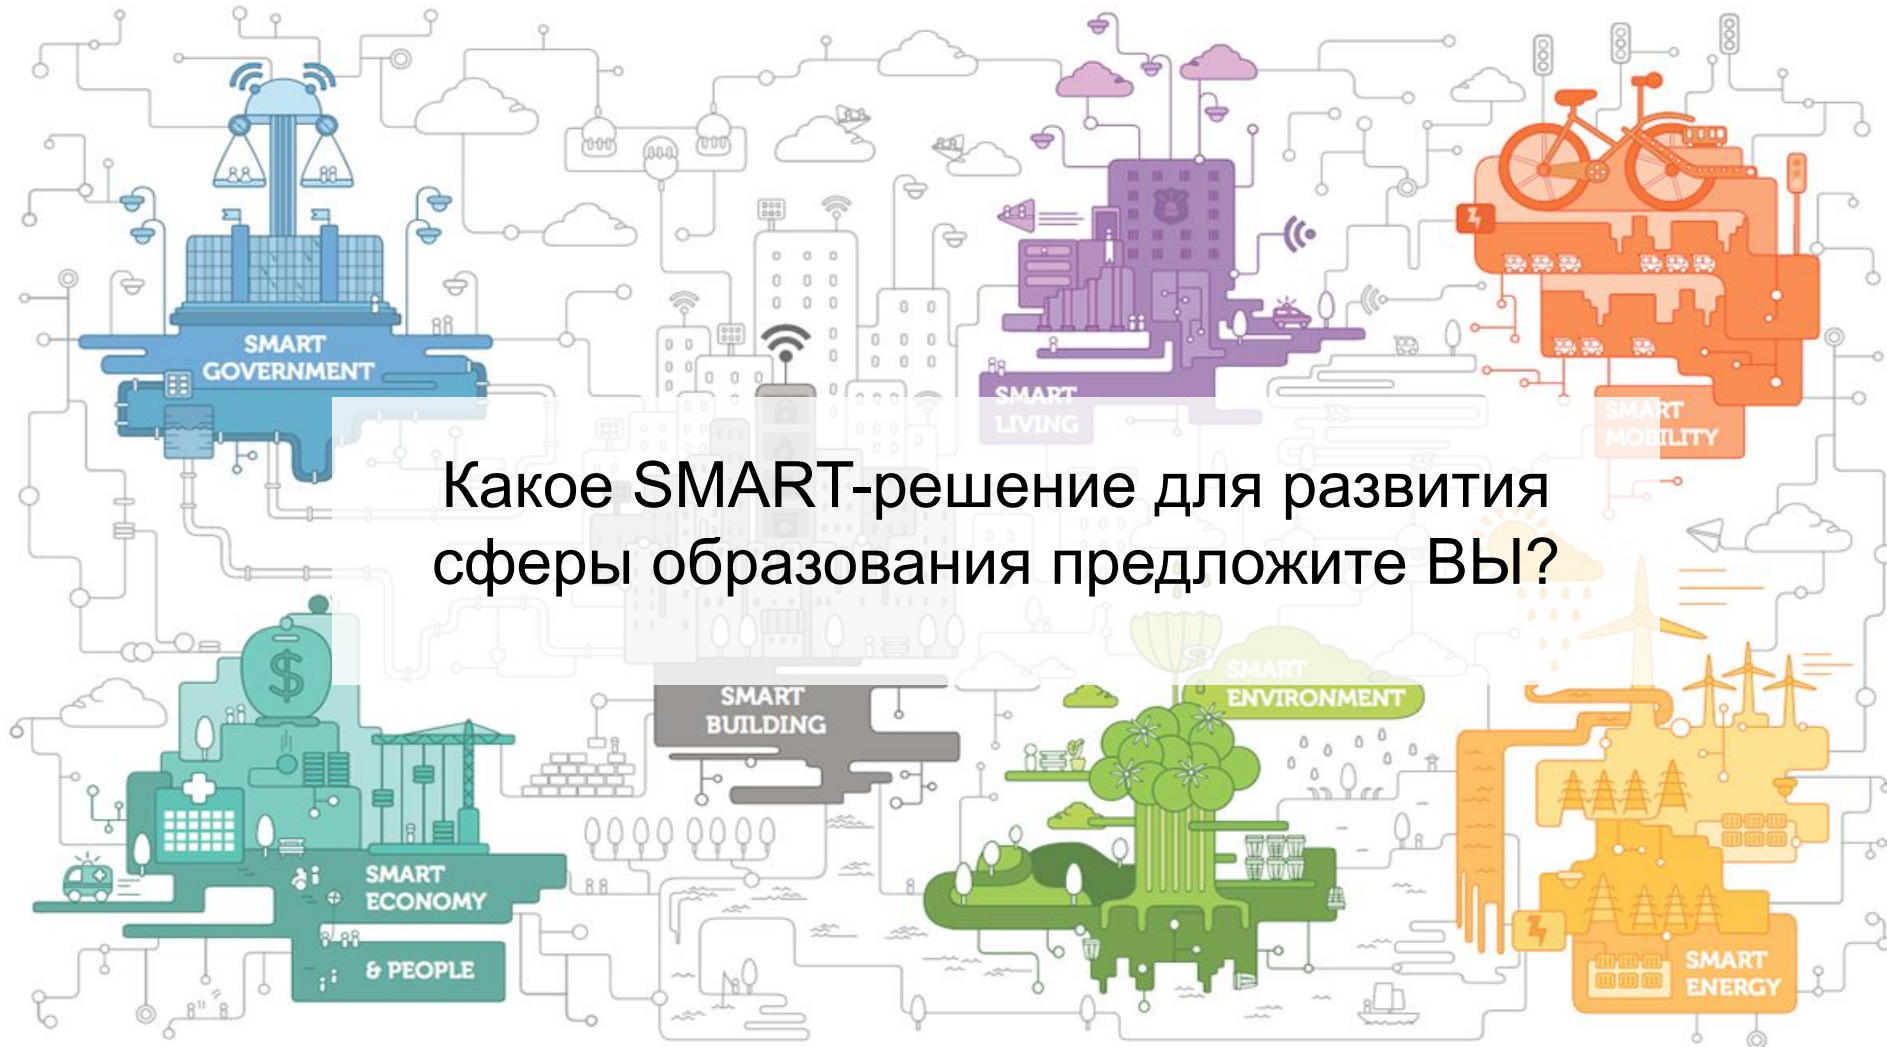 SMART
GOVERNMENT
SMART
LIVING
SMART
MOBILITY
Какое SMART-решение для развития
сферы образования предложите ВЫ?
SMART
BUILDING
SMART
ENVIRONMENT
SMART
ECONOMY
& PEOPLE
SMART
ENERGY